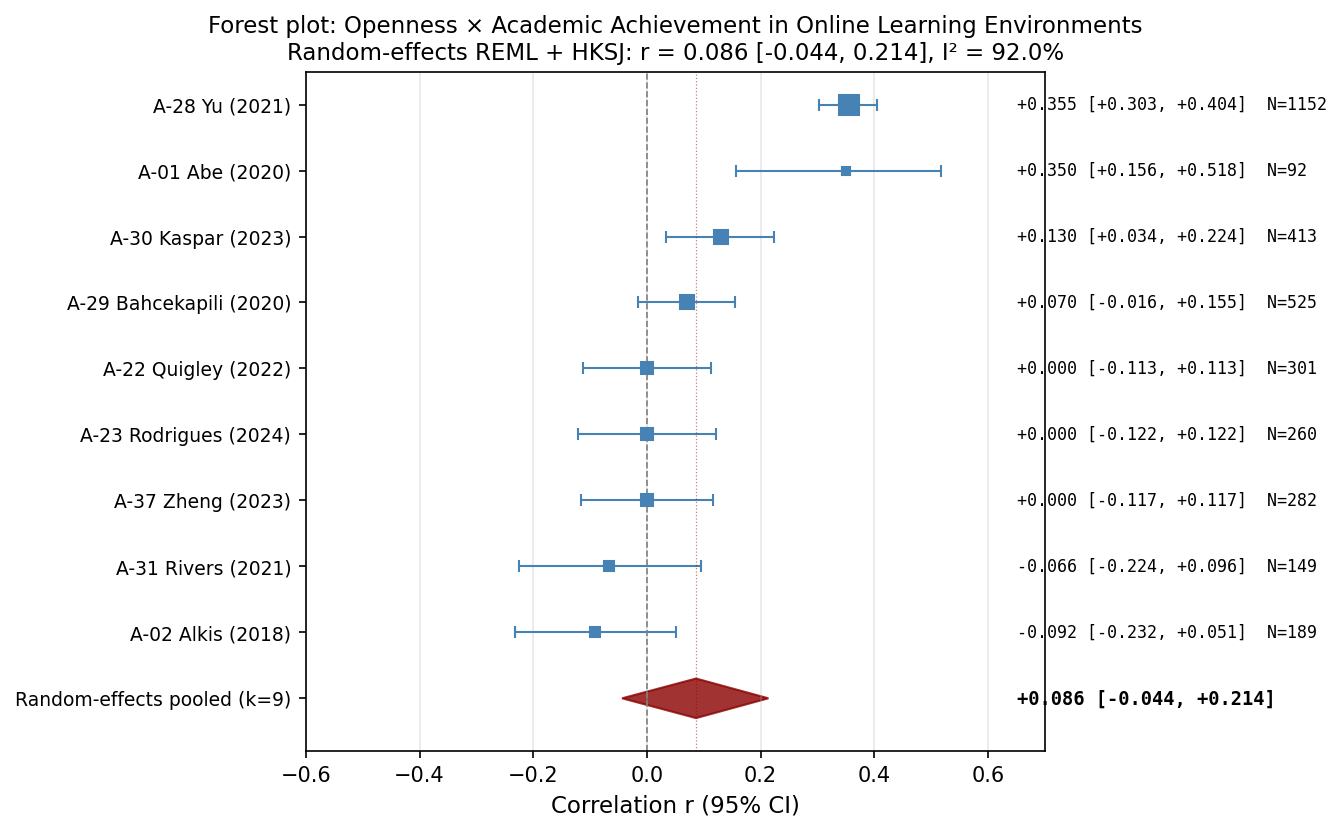 Forest plot: Openness × Academic Achievement in Online Learning Environments
Random-effects REML + HKSJ: r = 0.086 [-0.044, 0.214], I² = 92.0%
A-28 Yu (2021) +0.355 [+0.303, +0.404] N=1152
A-01 Abe (2020) +0.350 [+0.156, +0.518] N=92
A-30 Kaspar (2023) +0.130 [+0.034, +0.224] N=413
A-29 Bahcekapili (2020) +0.070 [-0.016, +0.155] N=525
A-22 Quigley (2022) +0.000 [-0.113, +0.113] N=301
A-23 Rodrigues (2024) +0.000 [-0.122, +0.122] N=260
A-37 Zheng (2023) +0.000 [-0.117, +0.117] N=282
A-31 Rivers (2021) -0.066 [-0.224, +0.096] N=149
A-02 Alkis (2018) -0.092 [-0.232, +0.051] N=189
Random-effects pooled (k=9) +0.086 [-0.044, +0.214]
−0.6 −0.4 −0.2 0.0 0.2 0.4 0.6
Correlation r (95% CI)